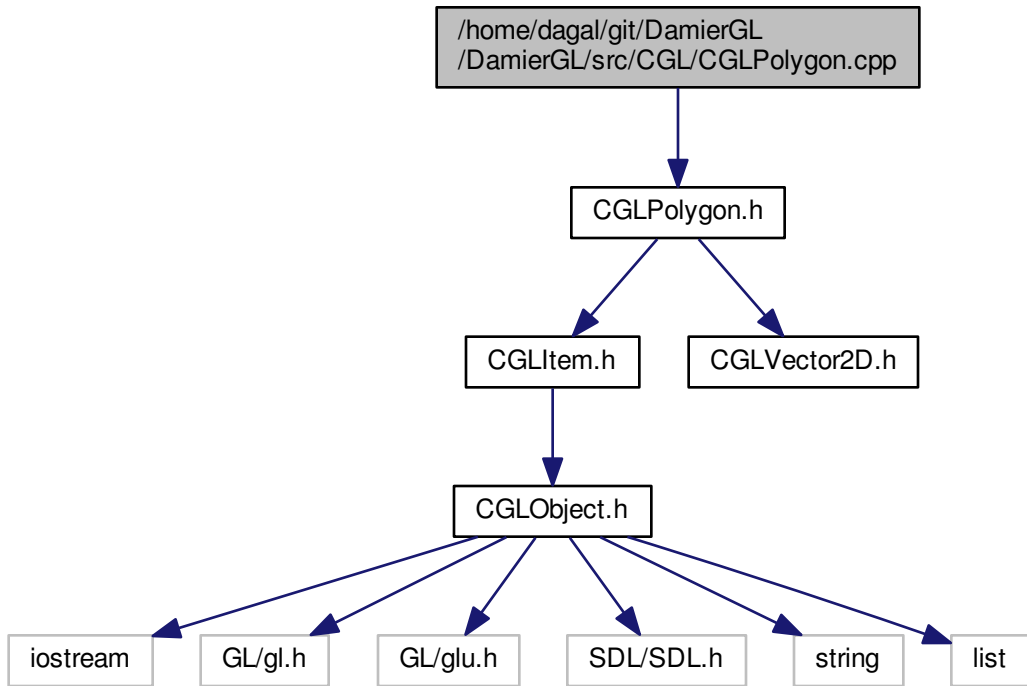 /home/dagal/git/DamierGL
/DamierGL/src/CGL/CGLPolygon.cpp
CGLPolygon.h
CGLItem.h
CGLVector2D.h
CGLObject.h
iostream
GL/gl.h
GL/glu.h
SDL/SDL.h
string
list